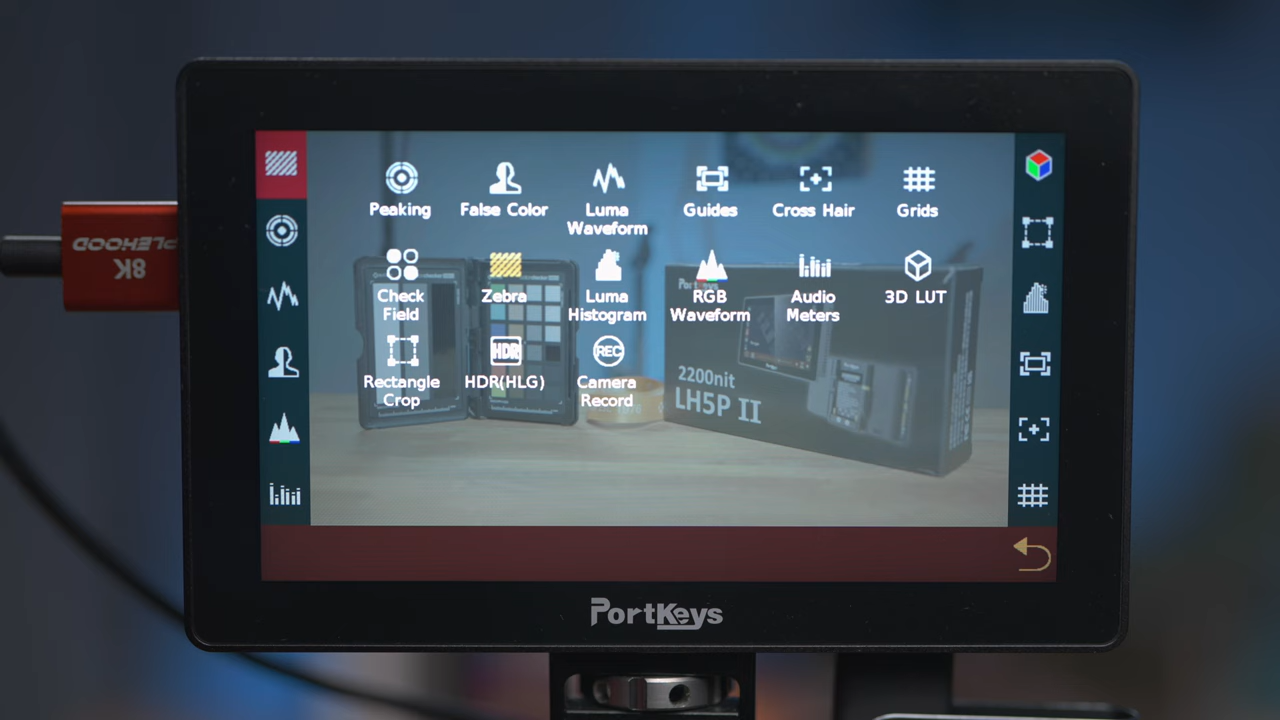 Peaking
False Color
Luma
Waveform
Guides
Cross Hair
Grids
Check
Field
Zebra
Luma
Histogram
RGB
Waveform
Audio
Meters
3D LUT
Rectangle
Crop
HDR
HDR(HLG)
REC
Camera
Record
2200nit
LH5P II
PLEHOOD
8K
PortKeys